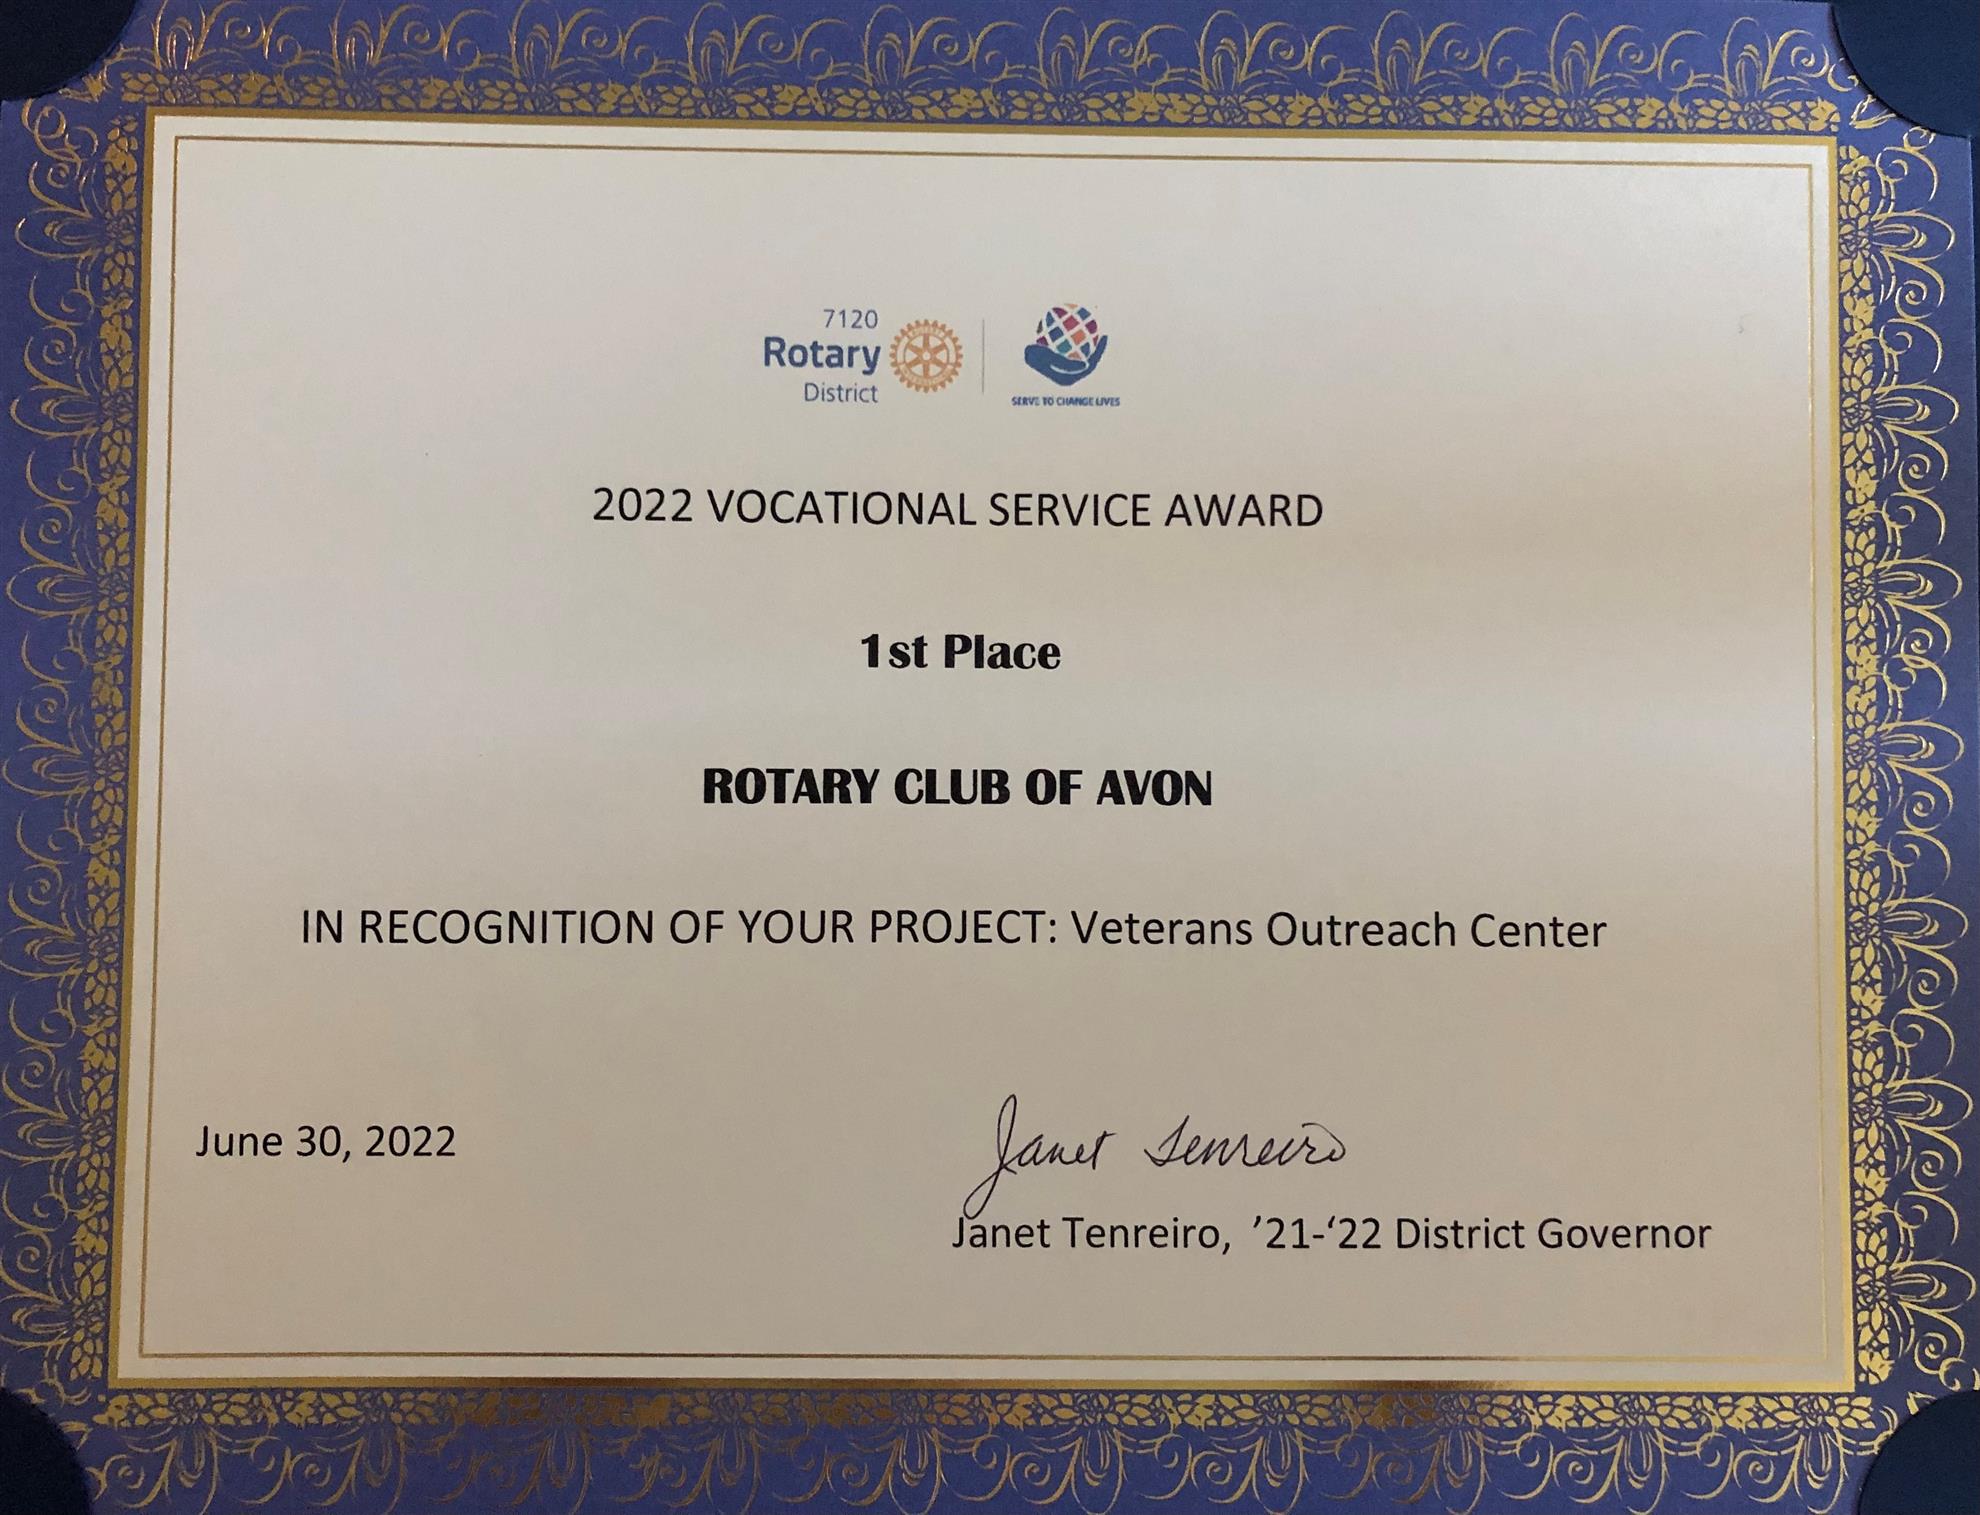 7120
Rotary
District
SERVE TO CHANGE LIVES
2022 VOCATIONAL SERVICE AWARD
1st Place
ROTARY CLUB OF AVON
IN RECOGNITION OF YOUR PROJECT: Veterans Outreach Center
June 30, 2022
Janet Tenreiro
Janet Tenreiro, ’21-‘22 District Governor